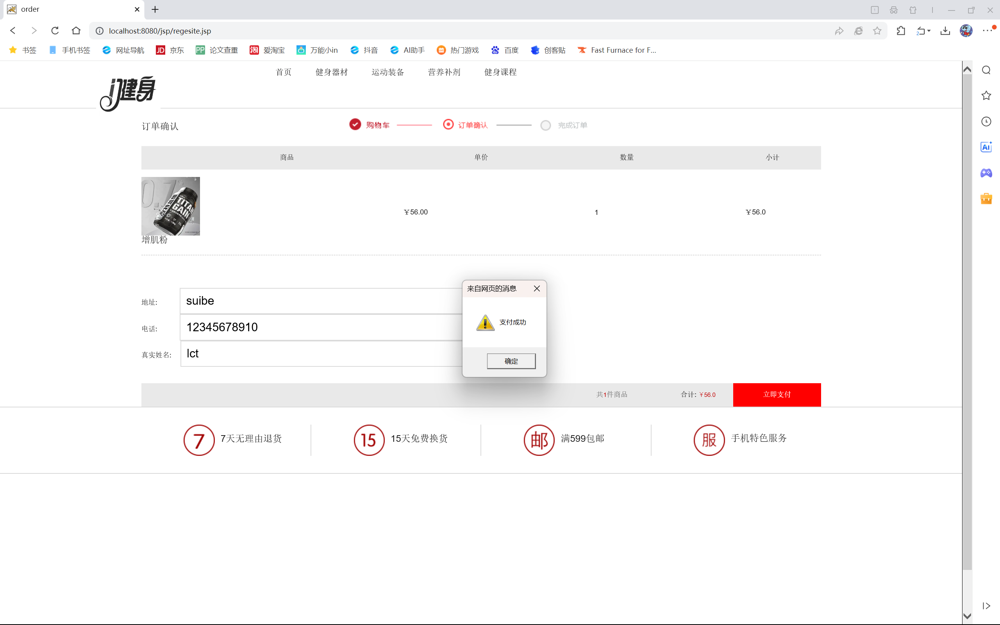 order
localhost:8080/jsp/regesite.jsp
书签 手机书签 网址导航 JD 京东 PP 论文查重 淘 爱淘宝 万能小in 抖音 AI助手 热门游戏 百度 创客贴 Fast Furnace for F...
首页 健身器材 运动装备 营养补剂 健身课程
j健身
订单确认 购物车 订单确认 完成订单
商品 单价 数量 小计
0.7%
TITAN
GAIN
￥56.00 1 ￥56.0
增肌粉
来自网页的消息
地址: suibe
支付成功
电话: 12345678910
真实姓名: lct
确定
共1件商品 合计: ￥56.0 立即支付
7 7天无理由退货 15 15天免费换货 邮 满599包邮 服 手机特色服务